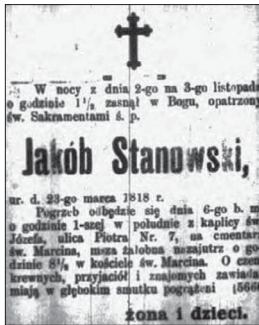 W nocy z dnia 2-go na 3-go listopada
o godzinie 1½ zasnął w Bogu, opatrzony
św. Sakramentami ś. p.
Jakób Stanowski,
ur. d. 23-go marca 1818 r.
Pogrzeb odbędzie się dnia 6-go b. m
o godzinie 1-szej w południe z kaplicy św.
Józefa, ulica Piotra Nr. 7, na cmentarz
św. Marcina, msza żałobna nazajutrz o go-
dzinie 8½ w kościele św. Marcina. O czem
krewnych, przyjaciół i znajomych zawiada-
miają w głębokim smutku pogrążeni (5660
żona i dzieci.